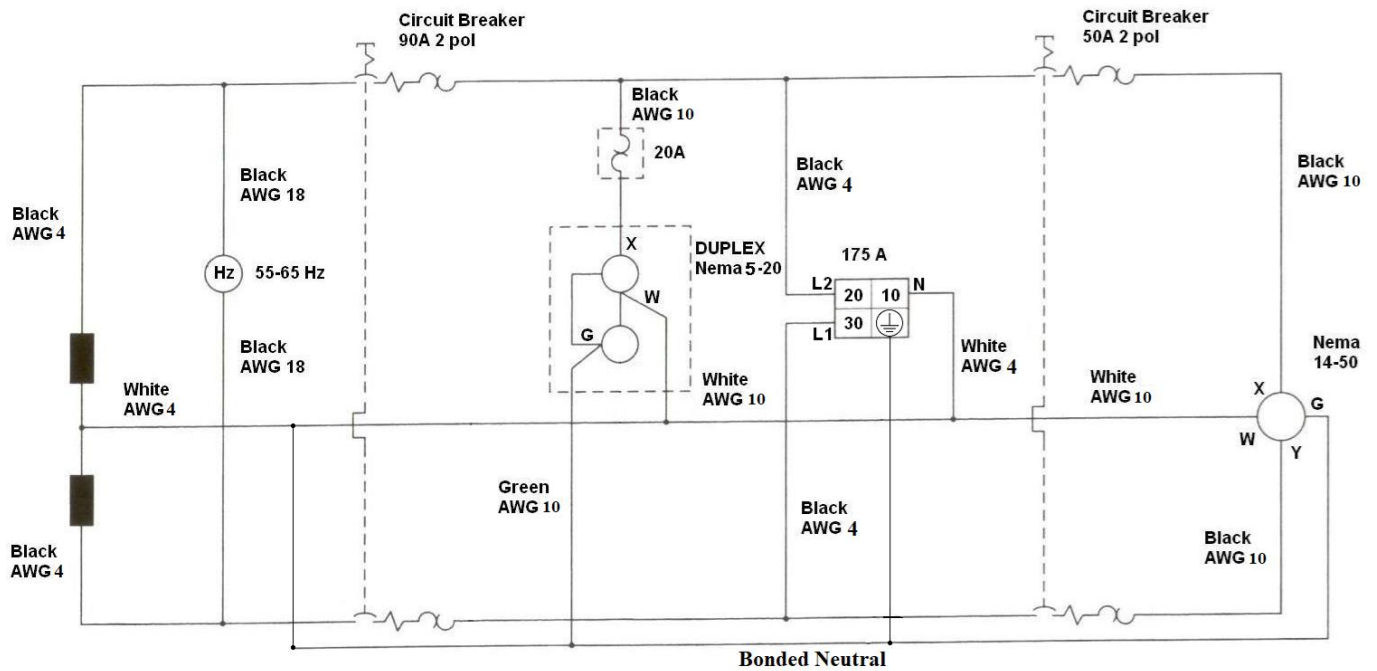 Circuit Breaker
90A 2 pol
Circuit Breaker
50A 2 pol
Black
AWG 10
20A
Black
AWG 18
Black
AWG 4
Black
AWG 10
Black
AWG 4
Hz
55-65 Hz
X
W
G
DUPLEX
Nema 5-20
175 A
L2
20
10
N
L1
30
Black
AWG 18
White
AWG 4
White
AWG 10
White
AWG 4
White
AWG 10
Nema
14-50
X
G
W
Y
Green
AWG 10
Black
AWG 4
Black
AWG 10
Black
AWG 4
Bonded Neutral